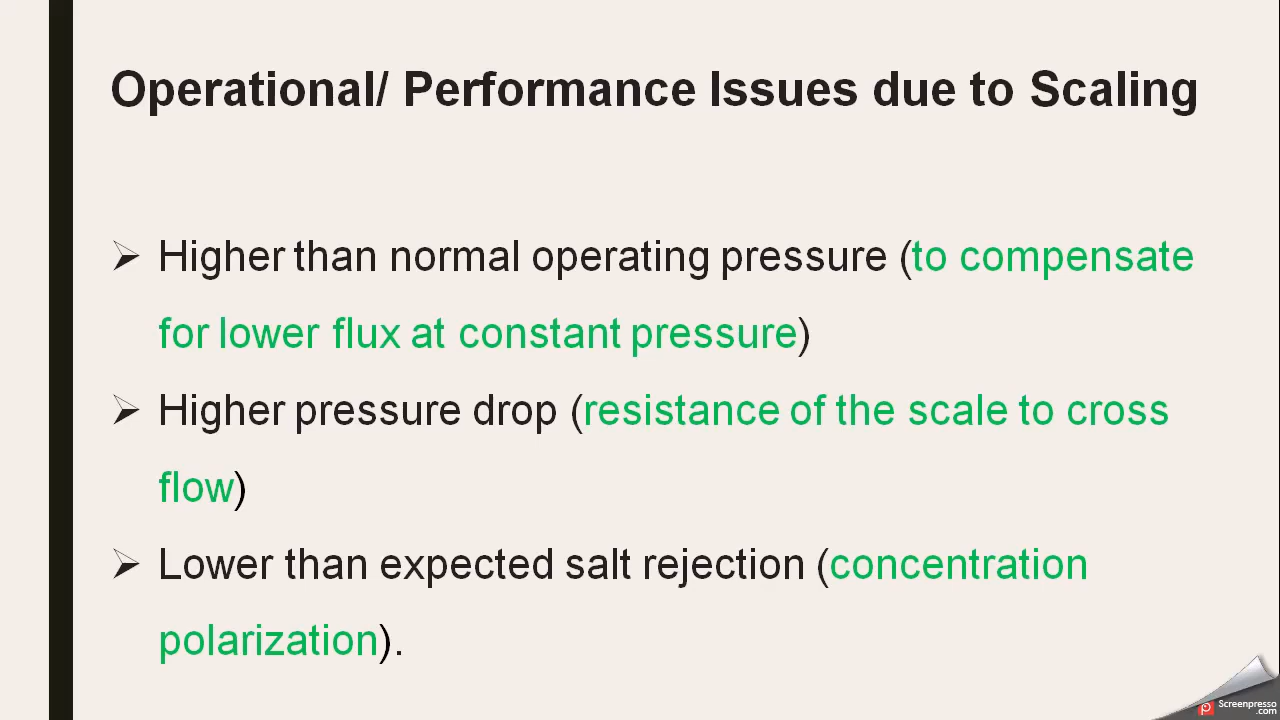 Operational/ Performance Issues due to Scaling
➢ Higher than normal operating pressure (to compensate
for lower flux at constant pressure)
➢ Higher pressure drop (resistance of the scale to cross
flow)
➢ Lower than expected salt rejection (concentration
polarization).
Screenpresso
.com